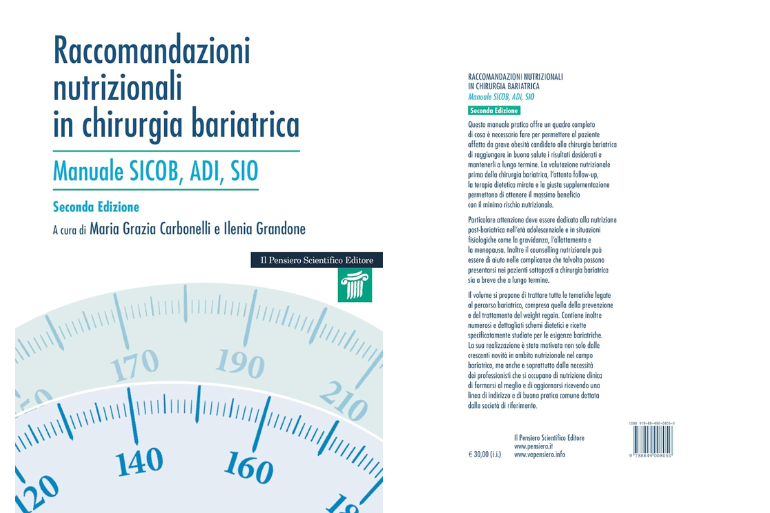 Raccomandazioni
nutrizionali
in chirurgia bariatrica
Manuale SICOB, ADI, SIO
Seconda Edizione
A cura di Maria Grazia Carbonelli e Ilenia Grandone
Il Pensiero Scientifico Editore
170
190
210
140
160
120
RACCOMANDAZIONI NUTRIZIONALI
IN CHIRURGIA BARIATRICA
Manuale SICOB, ADI, SIO
Seconda Edizione
Questo manuale pratico offre un quadro completo
di cosa è necessario fare per permettere al paziente
affetto da grave obesità candidato alla chirurgia bariatrica
di raggiungere in buona salute i risultati desiderati e
mantenerli a lungo termine. La valutazione nutrizionale
prima della chirurgia bariatrica, l'attento follow-up,
la terapia dietetica mirata e la giusta supplementazione
permettono di ottenere il massimo beneficio
con il minimo rischio nutrizionale.
Particolare attenzione deve essere dedicata alla nutrizione
post-bariatrica nell'età adolescenziale e in situazioni
fisiologiche come la gravidanza, l'allattamento e
la menopausa. Inoltre il counselling nutrizionale può
essere di aiuto nelle complicanze che talvolta possono
presentarsi nei pazienti sottoposti a chirurgia bariatrica
sia a breve che a lungo termine.
Il volume si propone di trattare tutte le tematiche legate
al percorso bariatrico, compresa quella della prevenzione
e del trattamento del weight regain. Contiene inoltre
numerosi e dettagliati schemi dietetici e ricette
specificatamente studiate per le esigenze bariatriche.
La sua realizzazione è stata motivata non solo dalle
crescenti novità in ambito nutrizionale nel campo
bariatrico, ma anche e soprattutto dalla necessità
dei professionisti che si occupano di nutrizione clinica
di formarsi al meglio e di aggiornarsi ricevendo una
linea di indirizzo e di buona pratica comune dettata
dalle società di riferimento.
Il Pensiero Scientifico Editore
www.pensiero.it
€ 30,00 (i.i.) www.vapensiero.info